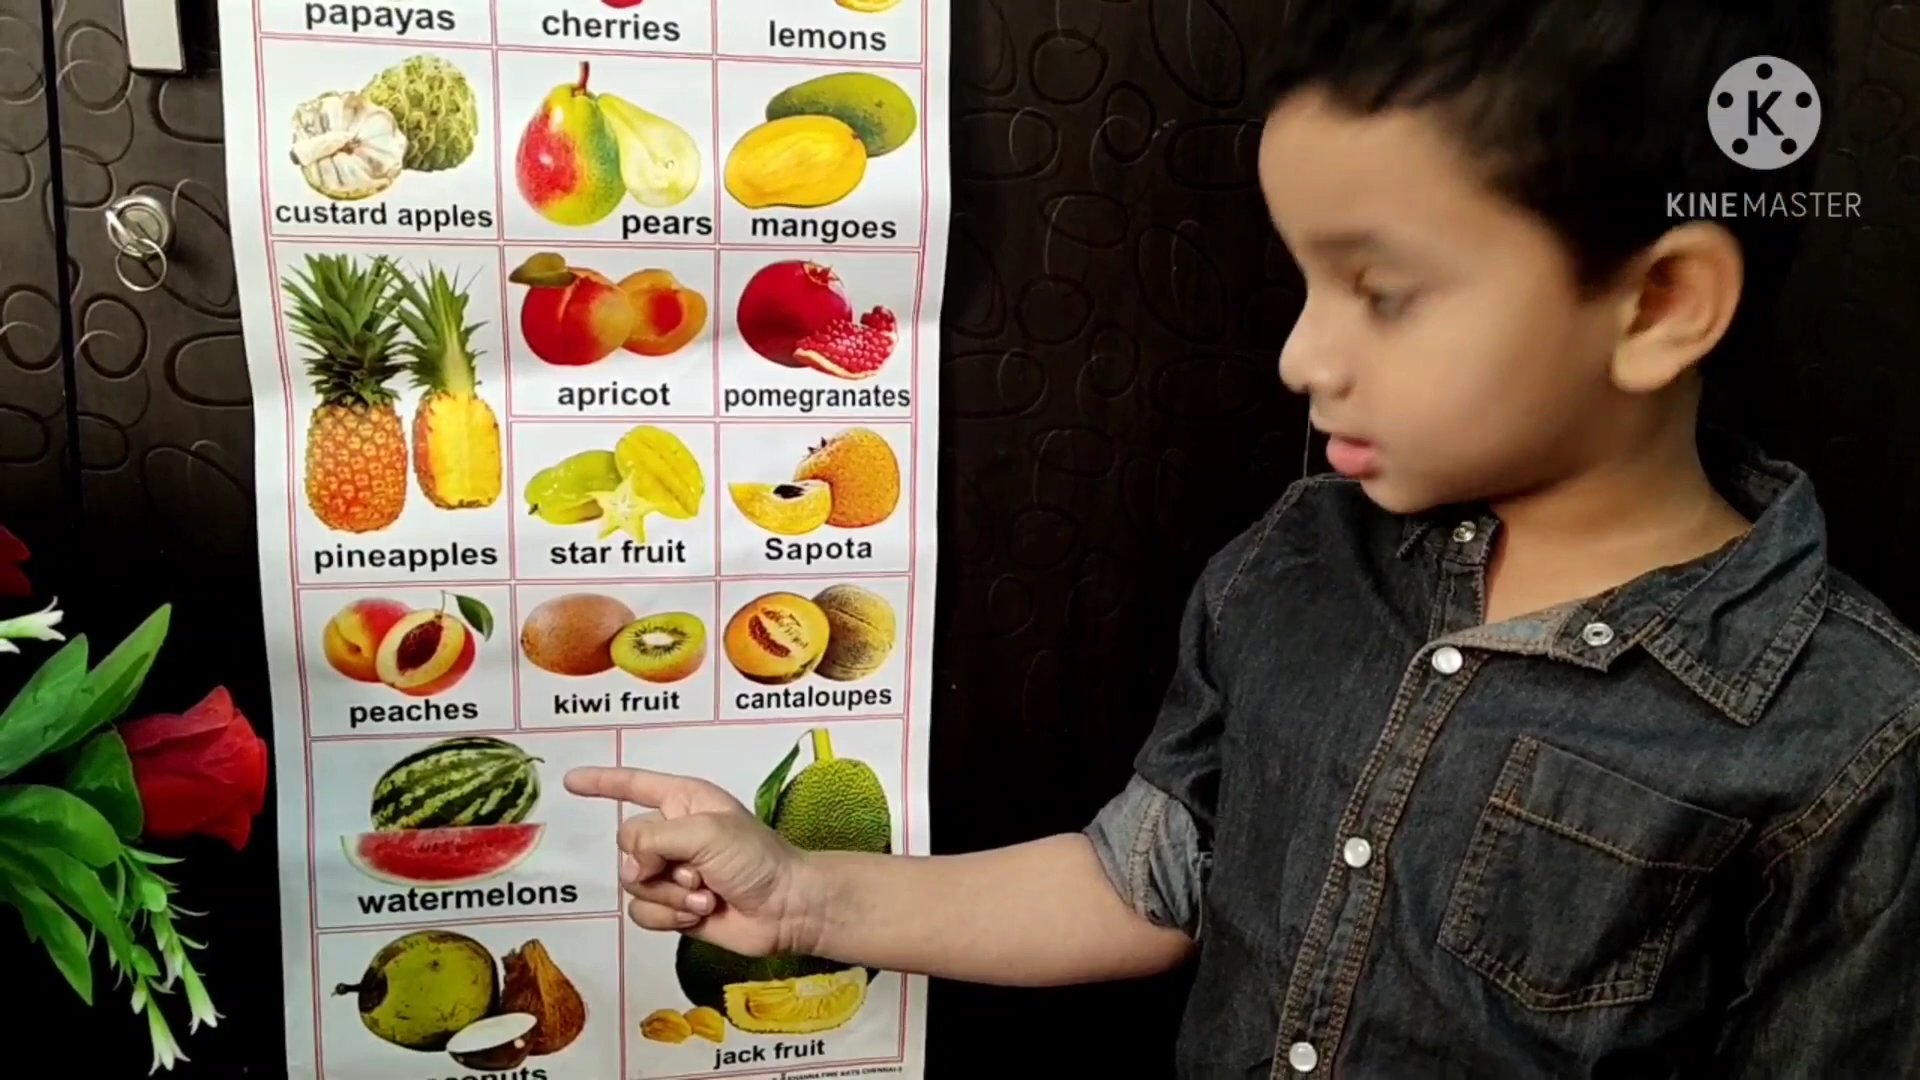 papayas
cherries
lemons
K
KINEMASTER
custard apples
pears
mangoes
apricot
pomegranates
pineapples
star fruit
Sapota
peaches
kiwi fruit
cantaloupes
watermelons
jack fruit